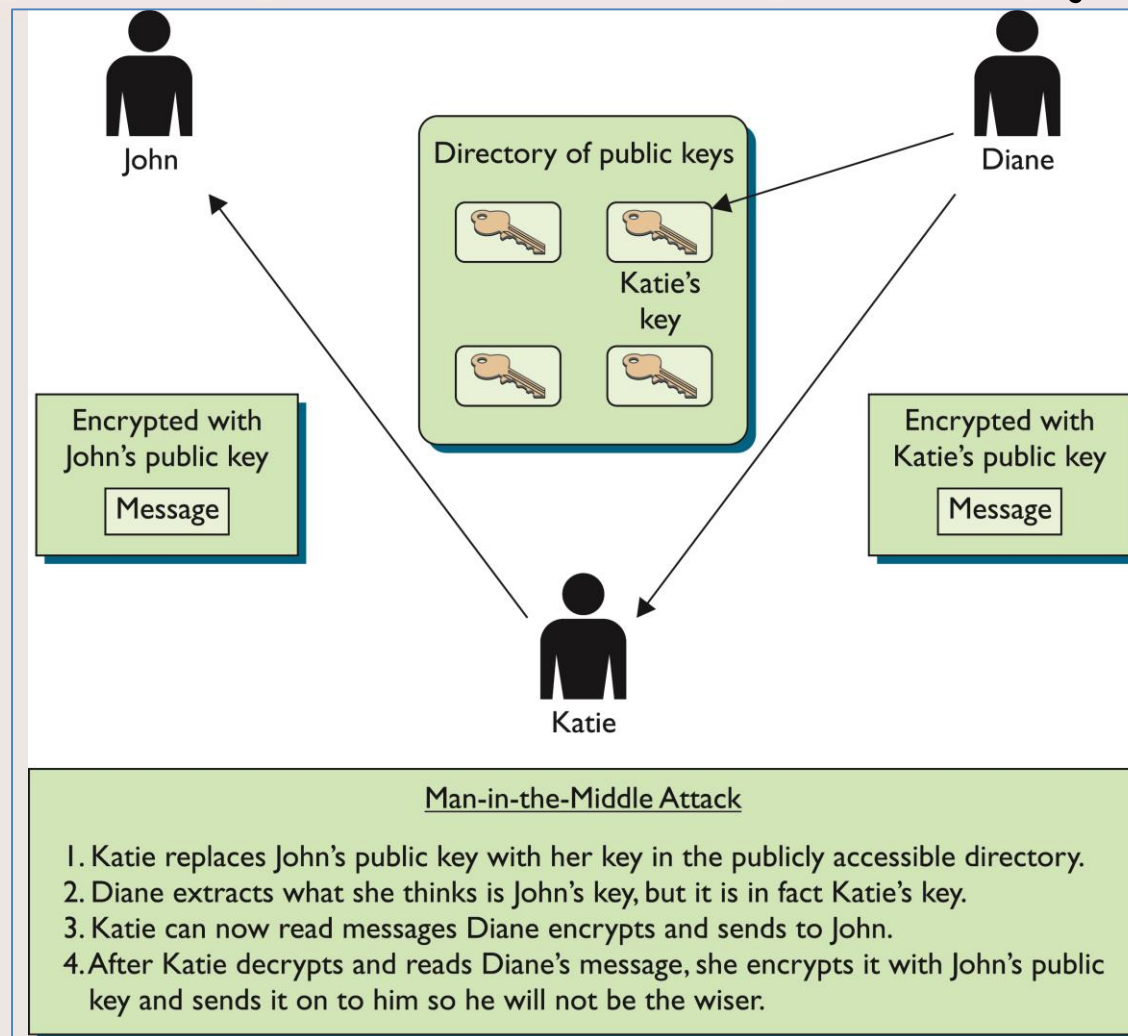 John
Directory of public keys
Diane
Katie's
key
Encrypted with
John's public key
Message
Encrypted with
Katie's public key
Message
Katie
Man-in-the-Middle Attack
1. Katie replaces John's public key with her key in the publicly accessible directory.
2. Diane extracts what she thinks is John's key, but it is in fact Katie's key.
3. Katie can now read messages Diane encrypts and sends to John.
4. After Katie decrypts and reads Diane's message, she encrypts it with John's public
key and sends it on to him so he will not be the wiser.